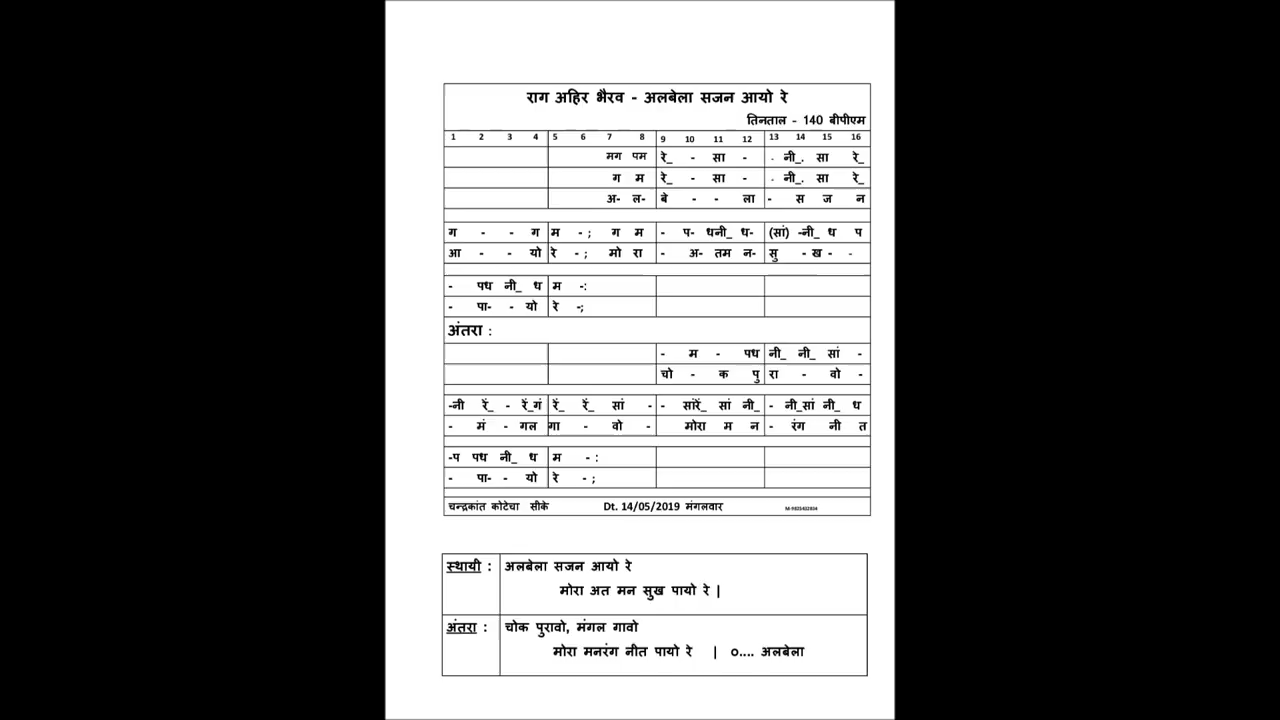 राग अहिर भैरव - अलबेला सजन आयो रे
तिनताल - 140 बीपीएम
1 2 3 4 5 6 7 8 9 10 11 12 13 14 15 16
मग पम रे_ - सा - - नी_. सा रे_
ग म रे_ - सा - - नी_. सा रे_
अ- ल- बे - - ला - स ज न
ग - - ग म - ; ग म - प- धनी_ ध- (सां) -नी_ ध प
आ - - यो रे - ; मो रा - अ- तम न- सु - ख - -
- पध नी_ ध म -:
- पा- - यो रे -;
अंतरा :
- म - पध नी_ नी_ सां -
चो - क पु रा - वो -
-नी रें_ - रें_गं रें_ रें_ सां - - सांरें_ सां नी_ - नी_सां नी_ ध
- मं - गल गा - वो - मोरा म न - रंग नी त
-प पध नी_ ध म - :
- पा- - यो रे - ;
चन्द्रकांत कोटेचा सीके Dt. 14/05/2019 मंगलवार
स्थायी : अलबेला सजन आयो रे
मोरा अत मन सुख पायो रे |
अंतरा : चोक पुरावो, मंगल गावो
मोरा मनरंग नीत पायो रे | ०.... अलबेला